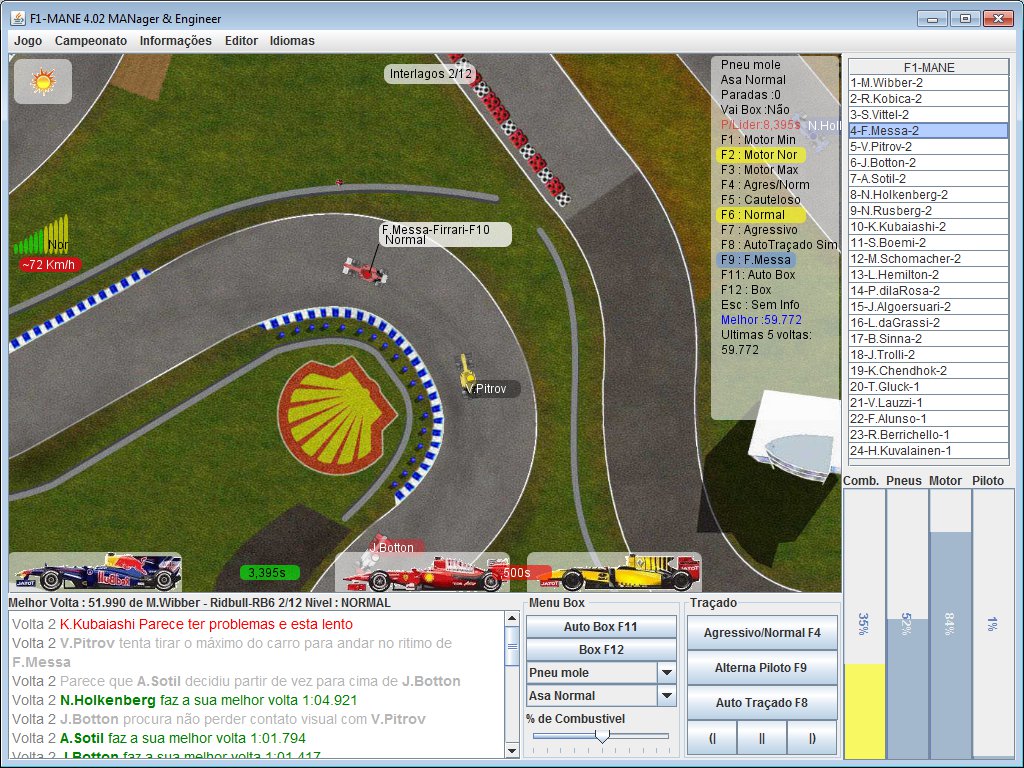 F1-MANE 4.02 MANager & Engineer
Jogo Campeonato Informações Editor Idiomas
Interlagos 2/12
Nor
~72 Km/h
F.Messa-Firrari-F10
Normal
V.Pitrov
J.Botton
N.Hol
Pneu mole
Asa Normal
Paradas :0
Vai Box :Não
P/Lider:8,395s
F1 : Motor Min
F2 : Motor Nor
F3 : Motor Max
F4 : Agres/Norm
F5 : Cauteloso
F6 : Normal
F7 : Agressivo
F8 : AutoTraçado Sim
F9 : F.Messa
F11: Auto Box
F12 : Box
Esc : Sem Info
Melhor :59.772
Ultimas 5 voltas:
59.772
3,395s
500s
F1-MANE
1-M.Wibber-2
2-R.Kobica-2
3-S.Vittel-2
4-F.Messa-2
5-V.Pitrov-2
6-J.Botton-2
7-A.Sotil-2
8-N.Holkenberg-2
9-N.Rusberg-2
10-K.Kubaiashi-2
11-S.Boemi-2
12-M.Schomacher-2
13-L.Hemilton-2
14-P.dilaRosa-2
15-J.Algoersuari-2
16-L.daGrassi-2
17-B.Sinna-2
18-J.Trolli-2
19-K.Chendhok-2
20-T.Gluck-1
21-V.Lauzzi-1
22-F.Alunso-1
23-R.Berrichello-1
24-H.Kuvalainen-1
Comb. Pneus Motor Piloto
35% 52% 84% 1%
Melhor Volta : 51.990 de M.Wibber - Ridbull-RB6 2/12 Nivel : NORMAL
Volta 2 K.Kubaiashi Parece ter problemas e esta lento
Volta 2 V.Pitrov tenta tirar o máximo do carro para andar no ritimo de
F.Messa
Volta 2 Parece que A.Sotil decidiu partir de vez para cima de J.Botton
Volta 2 N.Holkenberg faz a sua melhor volta 1:04.921
Volta 2 J.Botton procura não perder contato visual com V.Pitrov
Volta 2 A.Sotil faz a sua melhor volta 1:01.794
Volta 2 J.Botton faz a sua melhor volta 1:01.417
Menu Box
Auto Box F11
Box F12
Pneu mole
Asa Normal
% de Combustivel
Traçado
Agressivo/Normal F4
Alterna Piloto F9
Auto Traçado F8
(| || |)